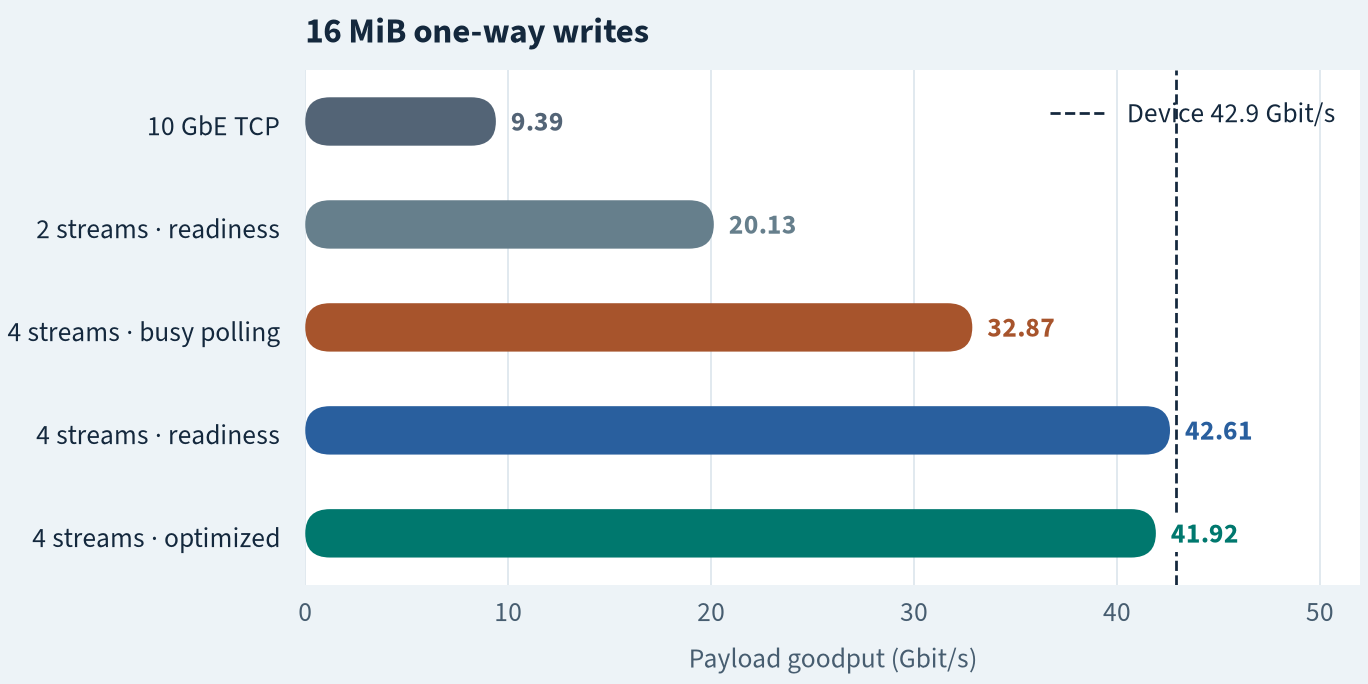 16 MiB one-way writes
10 GbE TCP
9.39
Device 42.9 Gbit/s
2 streams · readiness
20.13
4 streams · busy polling
32.87
4 streams · readiness
42.61
4 streams · optimized
41.92
0 10 20 30 40 50
Payload goodput (Gbit/s)